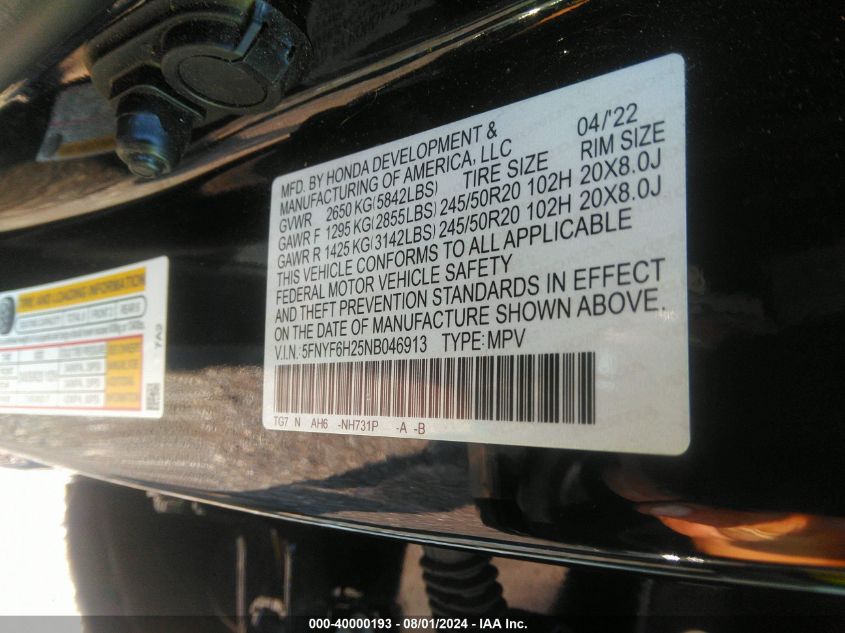 MFD. BY HONDA DEVELOPMENT &
MANUFACTURING OF AMERICA, LLC 04/'22
GVWR 2650 KG(5842LBS) TIRE SIZE RIM SIZE
GAWR F 1295 KG(2855LBS) 245/50R20 102H 20X8.0J
GAWR R 1425 KG(3142LBS) 245/50R20 102H 20X8.0J
THIS VEHICLE CONFORMS TO ALL APPLICABLE
FEDERAL MOTOR VEHICLE SAFETY
AND THEFT PREVENTION STANDARDS IN EFFECT
ON THE DATE OF MANUFACTURE SHOWN ABOVE.
V.I.N.:5FNYF6H25NB046913 TYPE:MPV
TG7 N AH6 -NH731P -A -B
TIRE AND LOADING INFORMATION
7A3
000-40000193 - 08/01/2024 - IAA Inc.